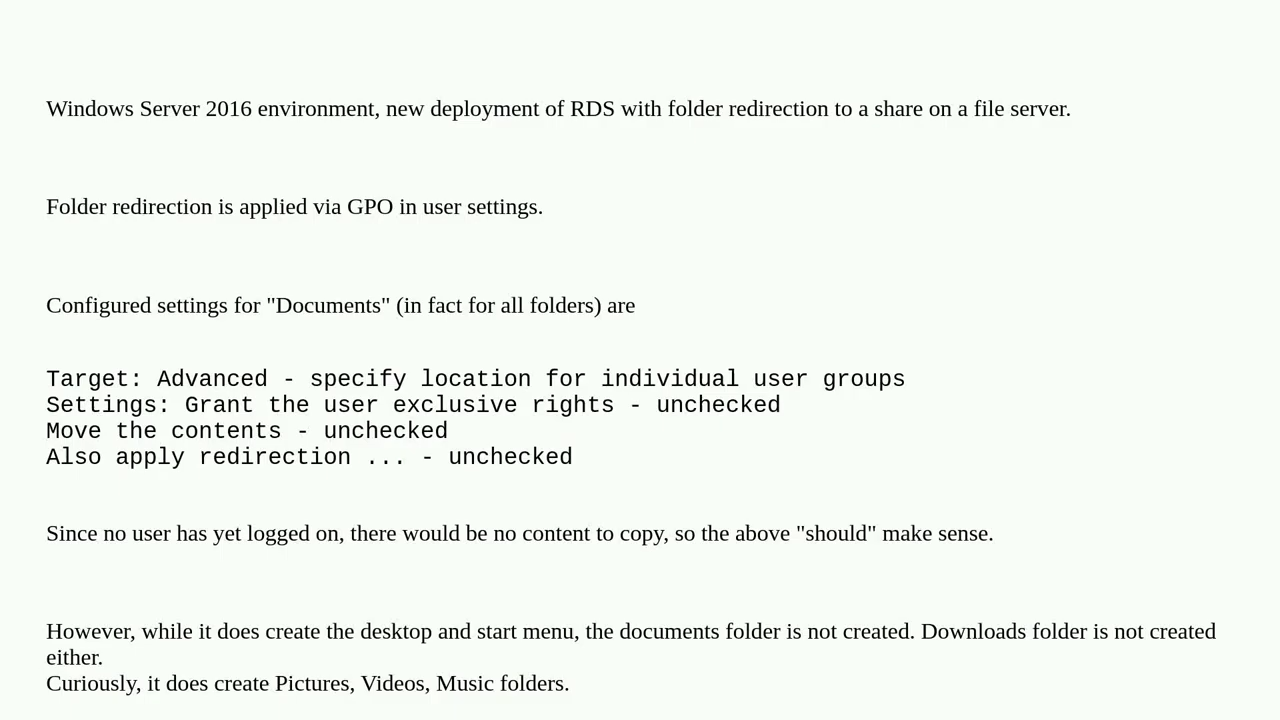 Windows Server 2016 environment, new deployment of RDS with folder redirection to a share on a file server.
Folder redirection is applied via GPO in user settings.
Configured settings for "Documents" (in fact for all folders) are
Target: Advanced - specify location for individual user groups
Settings: Grant the user exclusive rights - unchecked
Move the contents - unchecked
Also apply redirection ... - unchecked
Since no user has yet logged on, there would be no content to copy, so the above "should" make sense.
However, while it does create the desktop and start menu, the documents folder is not created. Downloads folder is not created
either.
Curiously, it does create Pictures, Videos, Music folders.